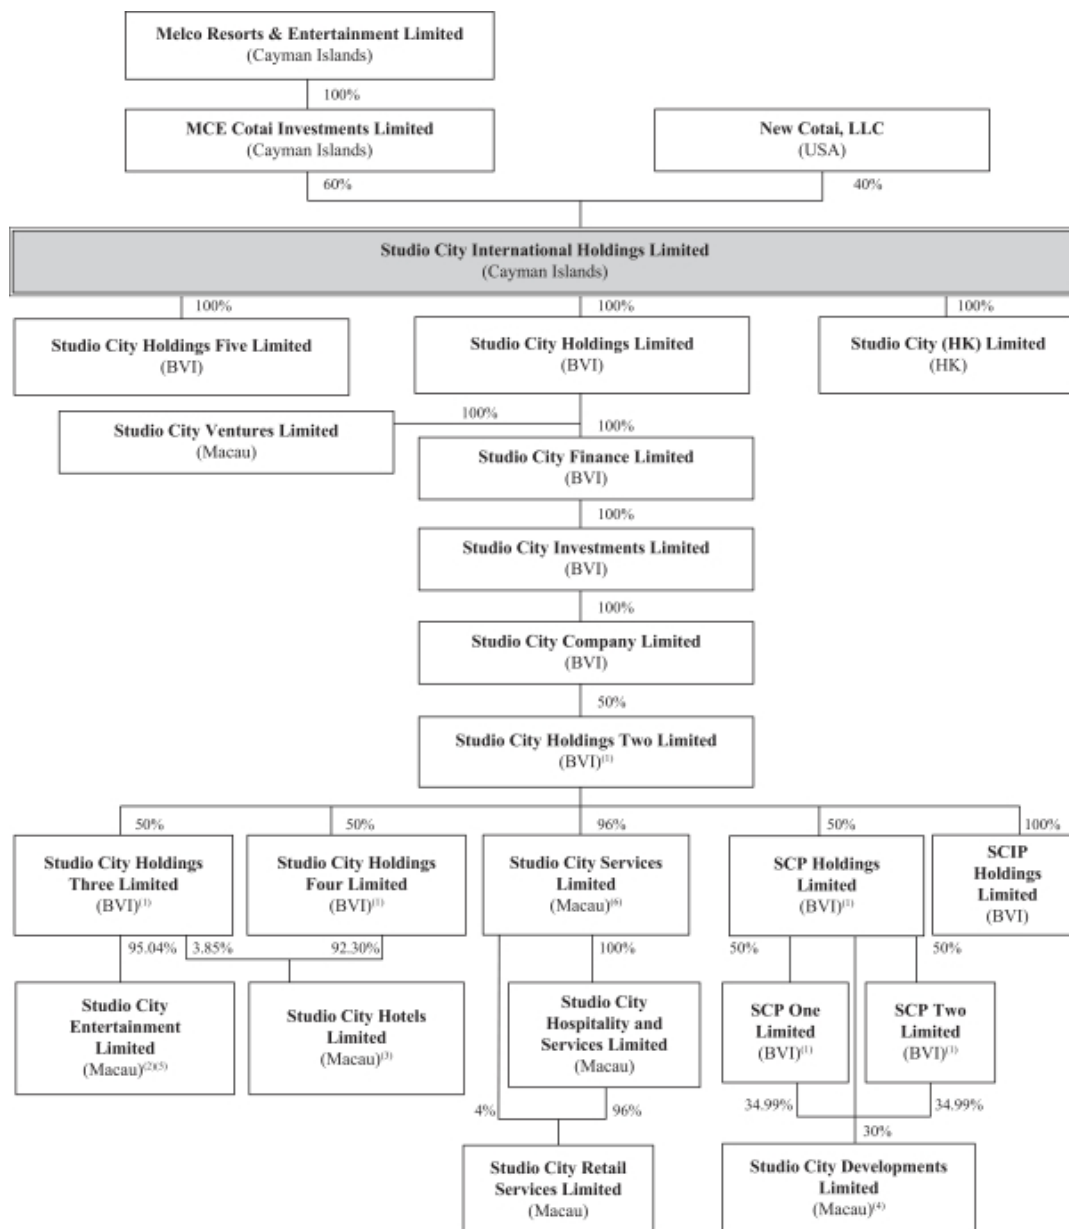 Melco Resorts & Entertainment Limited
(Cayman Islands)
100%
MCE Cotai Investments Limited
(Cayman Islands)
New Cotai, LLC
(USA)
60%
40%
Studio City International Holdings Limited
(Cayman Islands)
100%
100%
100%
Studio City Holdings Five Limited
(BVI)
Studio City Holdings Limited
(BVI)
Studio City (HK) Limited
(HK)
100%
Studio City Ventures Limited
(Macau)
100%
Studio City Finance Limited
(BVI)
100%
Studio City Investments Limited
(BVI)
100%
Studio City Company Limited
(BVI)
50%
Studio City Holdings Two Limited
(BVI)(1)
50%
50%
96%
50%
100%
Studio City Holdings
Three Limited
(BVI)(1)
Studio City Holdings
Four Limited
(BVI)(1)
Studio City Services
Limited
(Macau)(6)
SCP Holdings
Limited
(BVI)(1)
SCIP
Holdings
Limited
(BVI)
95.04%
3.85%
92.30%
100%
50%
50%
Studio City
Entertainment
Limited
(Macau)(2)(5)
Studio City Hotels
Limited
(Macau)(3)
Studio City
Hospitality and
Services Limited
(Macau)
SCP One
Limited
(BVI)(1)
SCP Two
Limited
(BVI)(1)
4%
96%
34.99%
34.99%
30%
Studio City Retail
Services Limited
(Macau)
Studio City Developments
Limited
(Macau)(4)